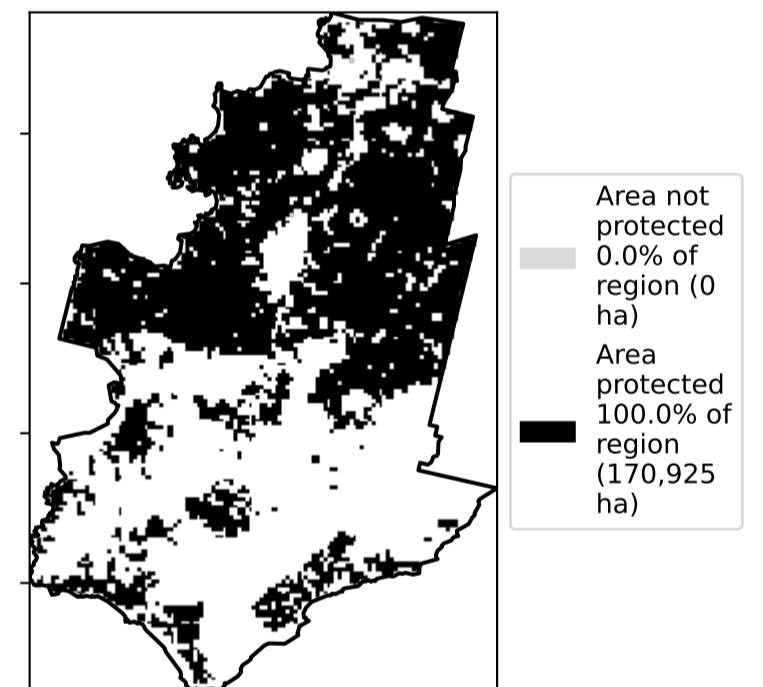 Area not
protected
0.0% of
region (0
ha)
Area
protected
100.0% of
region
(170,925
ha)